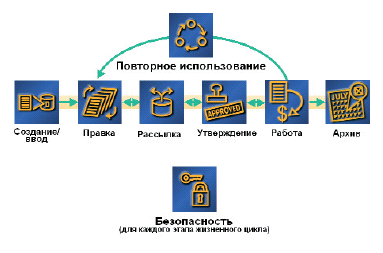 Повторное использование
APPROVED
JULY
$
Создание/
ввод
Правка
Рассылка
Утверждение
Работа
Архив
Безопасность
(для каждого этапа жизненного цикла)